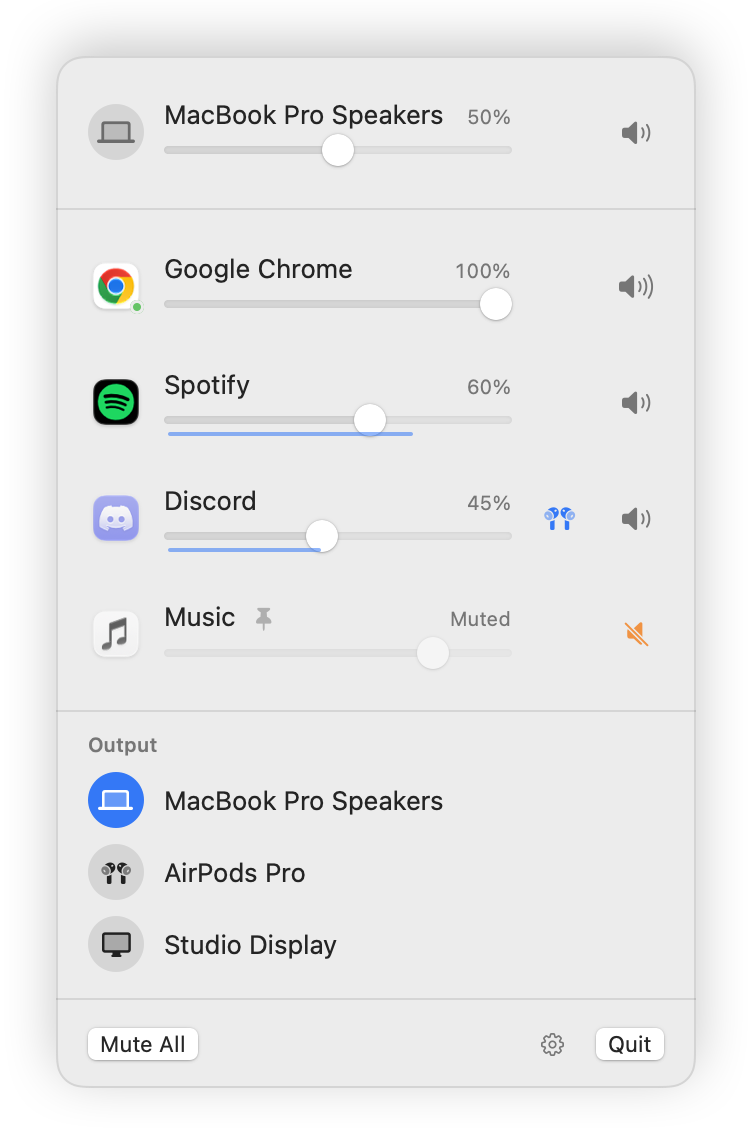 MacBook Pro Speakers 50%
Google Chrome 100%
Spotify 60%
Discord 45%
Music Muted
Output
MacBook Pro Speakers
AirPods Pro
Studio Display
Mute All Quit